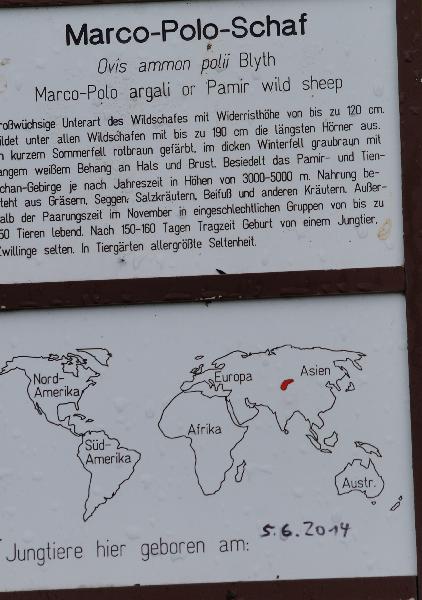 Marco-Polo-Schaf
Ovis ammon polii Blyth
Marco-Polo argali or Pamir wild sheep
roßwüchsige Unterart des Wildschafes mit Widerristhöhe von bis zu 120 cm.
ildet unter allen Wildschafen mit bis zu 190 cm die längsten Hörner aus.
n kurzem Sommerfell rotbraun gefärbt, im dicken Winterfell graubraun mit
angem weißem Behang an Hals und Brust. Besiedelt das Pamir- und Tien-
chan-Gebirge je nach Jahreszeit in Höhen von 3000-5000 m. Nahrung be-
teht aus Gräsern, Seggen, Salzkräutern, Beifuß und anderen Kräutern. Außer-
alb der Paarungszeit im November in eingeschlechtlichen Gruppen von bis zu
50 Tieren lebend. Nach 150-160 Tagen Tragzeit Geburt von einem Jungtier,
Zwillinge selten. In Tiergärten allergrößte Seltenheit.
Nord-
Amerika
Europa
Asien
Afrika
Süd-
Amerika
Austr.
Jungtiere hier geboren am: 5.6.2014